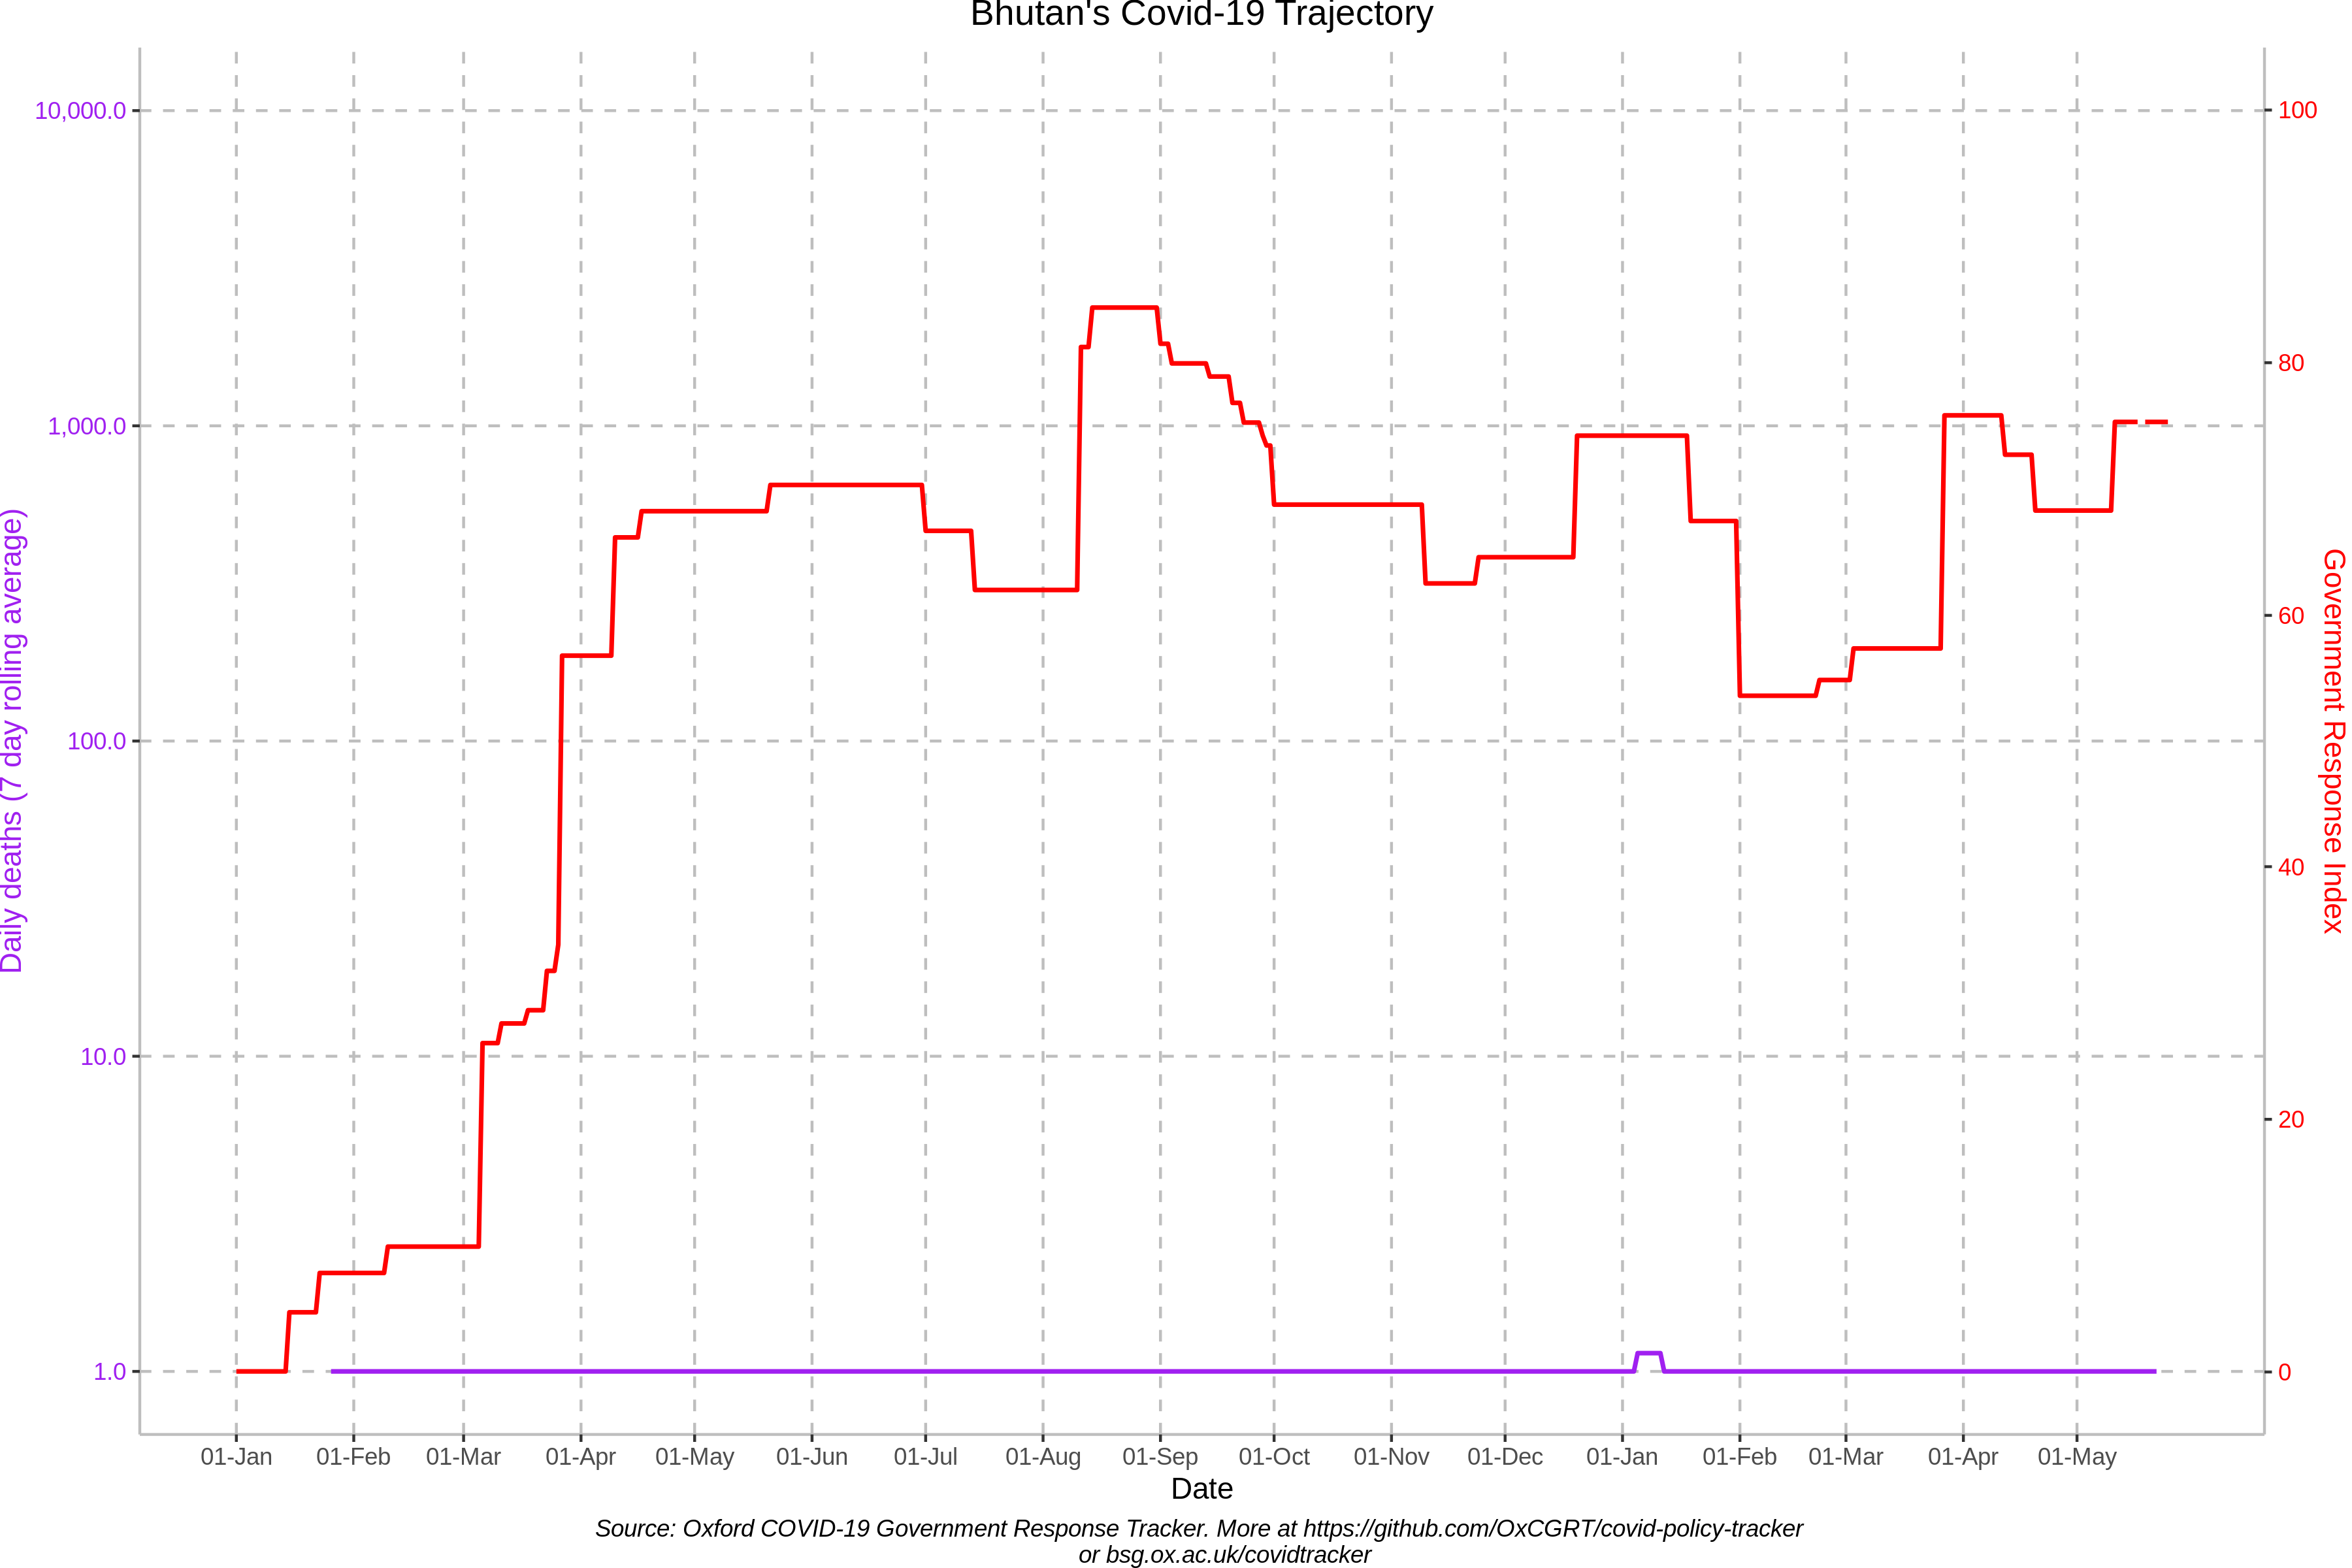 Bhutan's Covid-19 Trajectory
10,000.0
1,000.0
100.0
10.0
1.0
Daily deaths (7 day rolling average)
100
80
60
40
20
0
Government Response Index
01-Jan
01-Feb
01-Mar
01-Apr
01-May
01-Jun
01-Jul
01-Aug
01-Sep
01-Oct
01-Nov
01-Dec
01-Jan
01-Feb
01-Mar
01-Apr
01-May
Date
Source: Oxford COVID-19 Government Response Tracker. More at https://github.com/OxCGRT/covid-policy-tracker
or bsg.ox.ac.uk/covidtracker